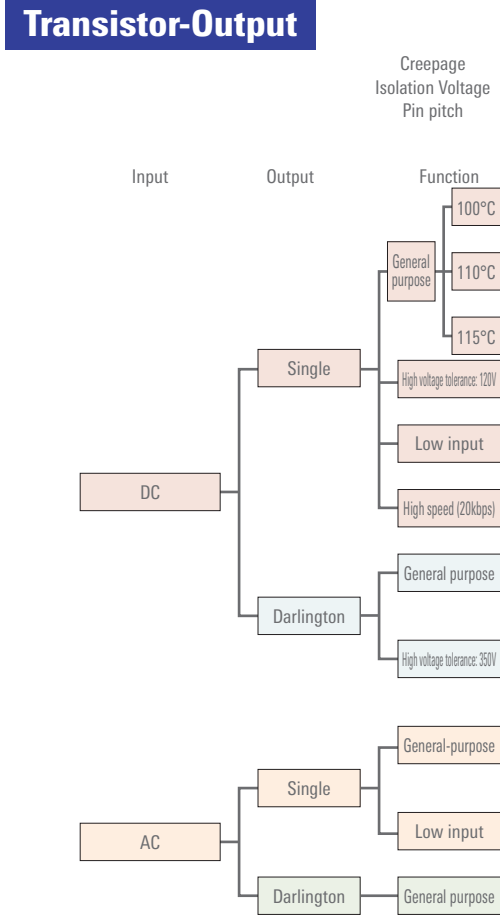 Transistor-Output
Creepage
Isolation Voltage
Pin pitch
Input
Output
Function
100°C
General
purpose
110°C
115°C
Single
High voltage tolerance: 120V
Low input
DC
High speed (20kbps)
General purpose
Darlington
High voltage tolerance: 350V
General-purpose
Single
Low input
AC
Darlington
General purpose